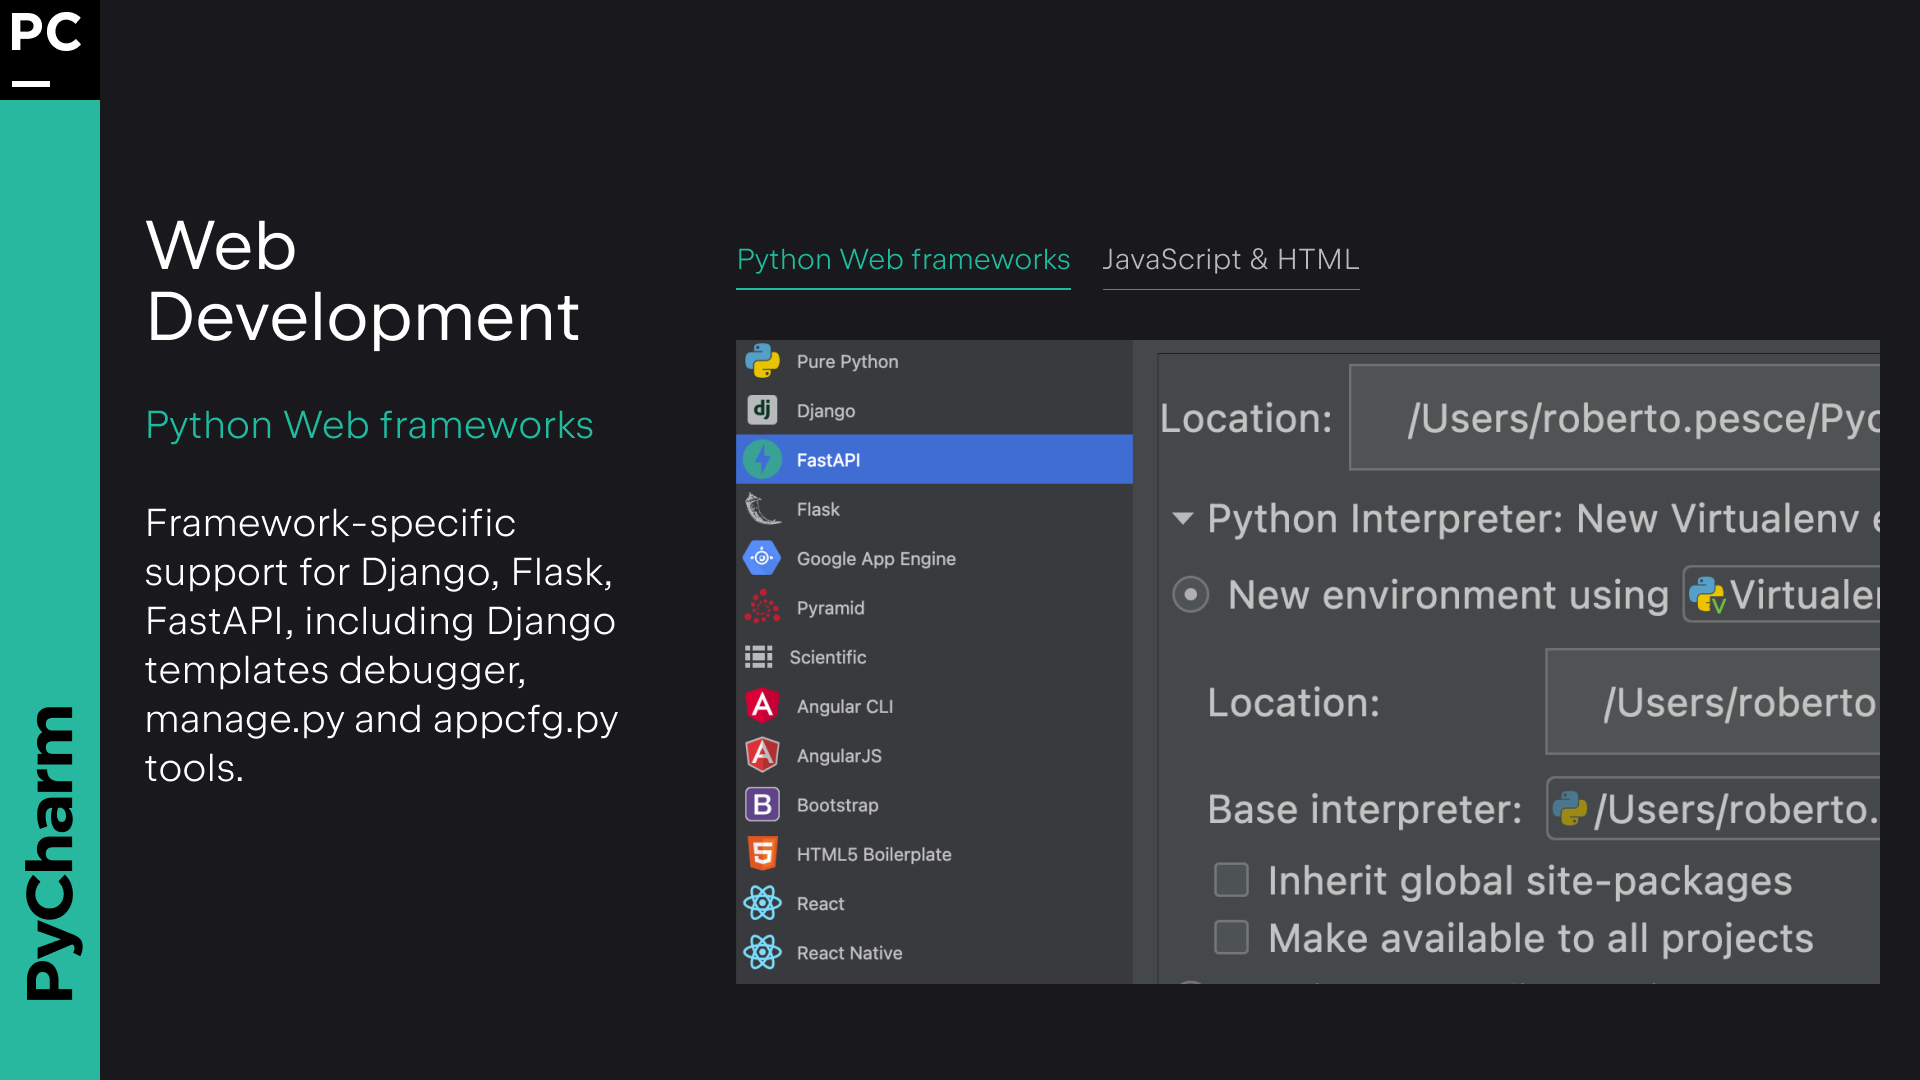 PC
PyCharm
Web
Development
Python Web frameworks
Framework-specific
support for Django, Flask,
FastAPI, including Django
templates debugger,
manage.py and appcfg.py
tools.
Python Web frameworks
JavaScript & HTML
Pure Python
dj Django
FastAPI
Flask
Google App Engine
Pyramid
Scientific
A Angular CLI
A AngularJS
B Bootstrap
5 HTML5 Boilerplate
React
React Native
Location: /Users/roberto.pesce/Pyc
Python Interpreter: New Virtualenv
New environment using V Virtualen
Location: /Users/roberto
Base interpreter: /Users/roberto.
Inherit global site-packages
Make available to all projects